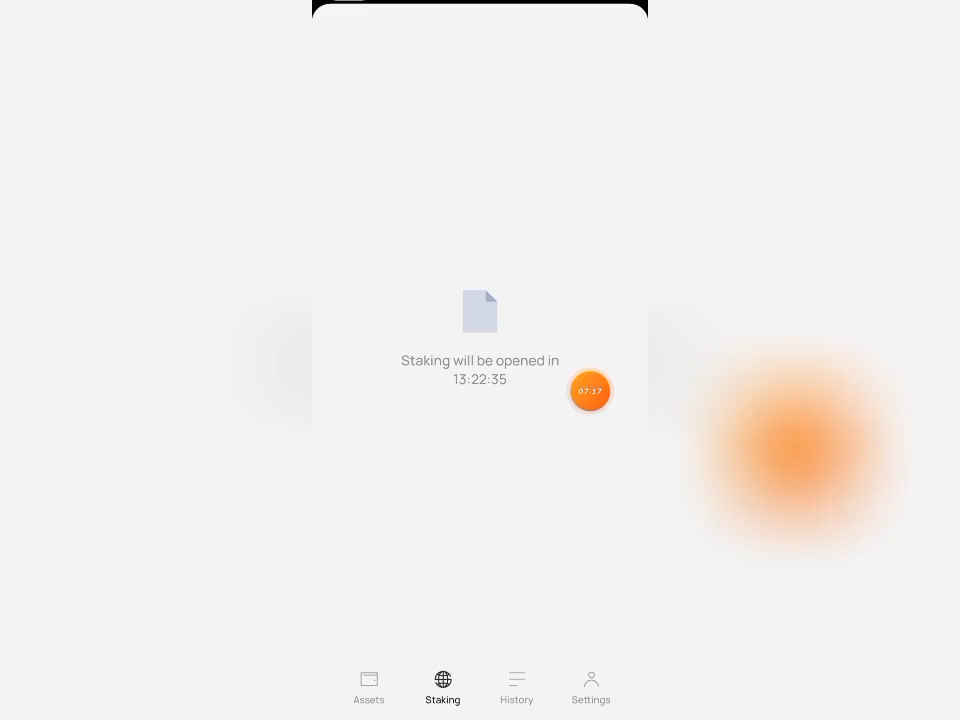 Staking will be opened in
13:22:35
07:17
Assets
Staking
History
Settings